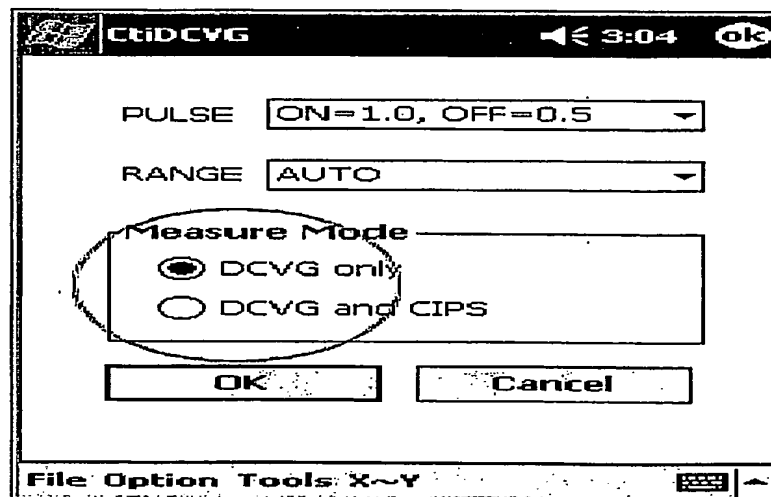 CtiDCVG 3:04 ok
PULSE ON=1.0, OFF=0.5
RANGE AUTO
Measure Mode
DCVG only
DCVG and CIPS
OK Cancel
File Option Tools X~Y